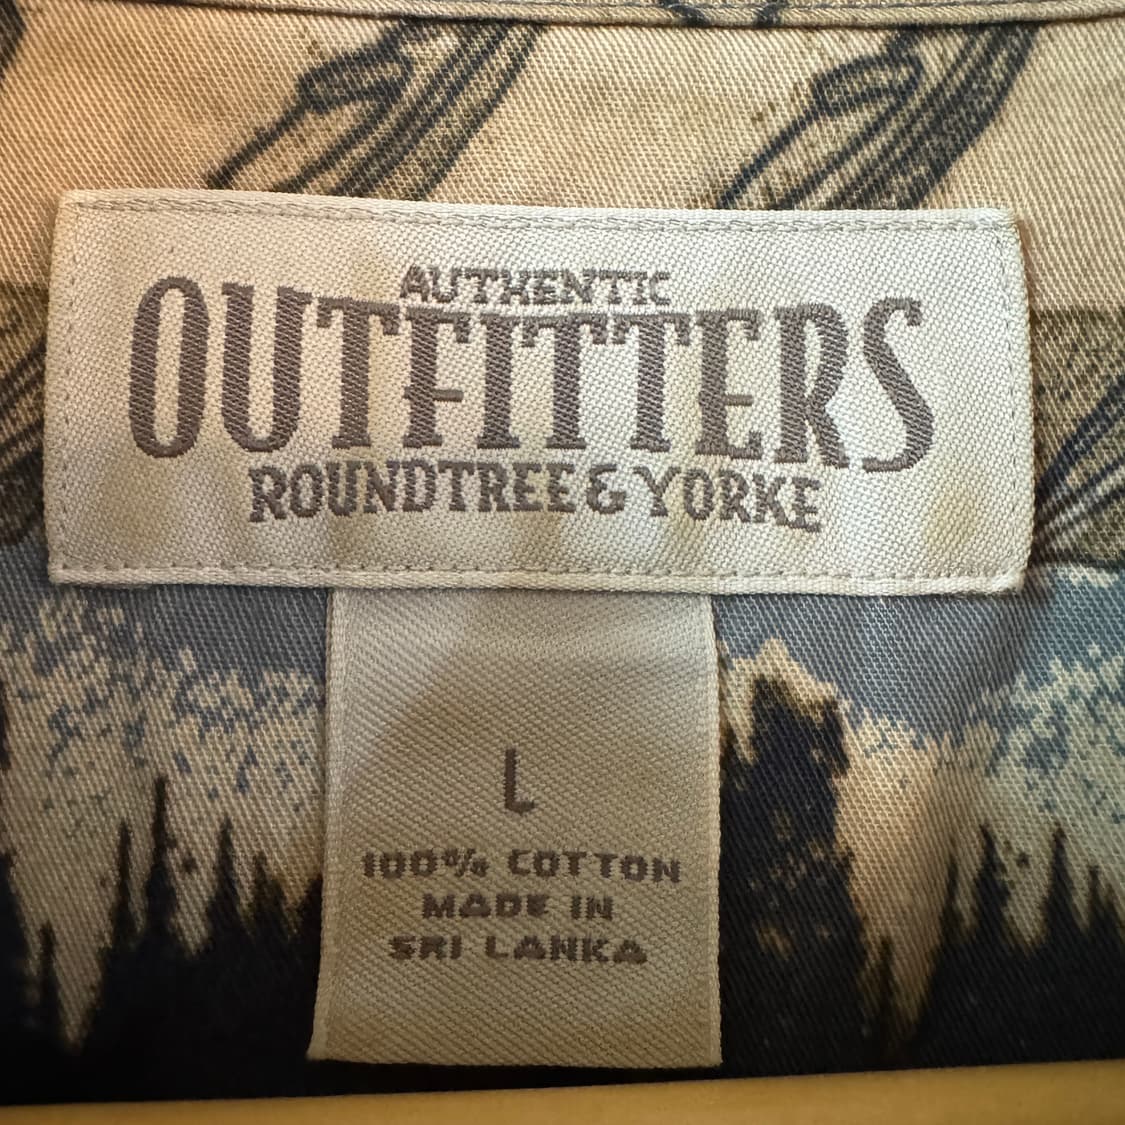 AUTHENTIC
OUTFITTERS
ROUNDTREE & YORKE
L
100% COTTON
MADE IN
SRI LANKA